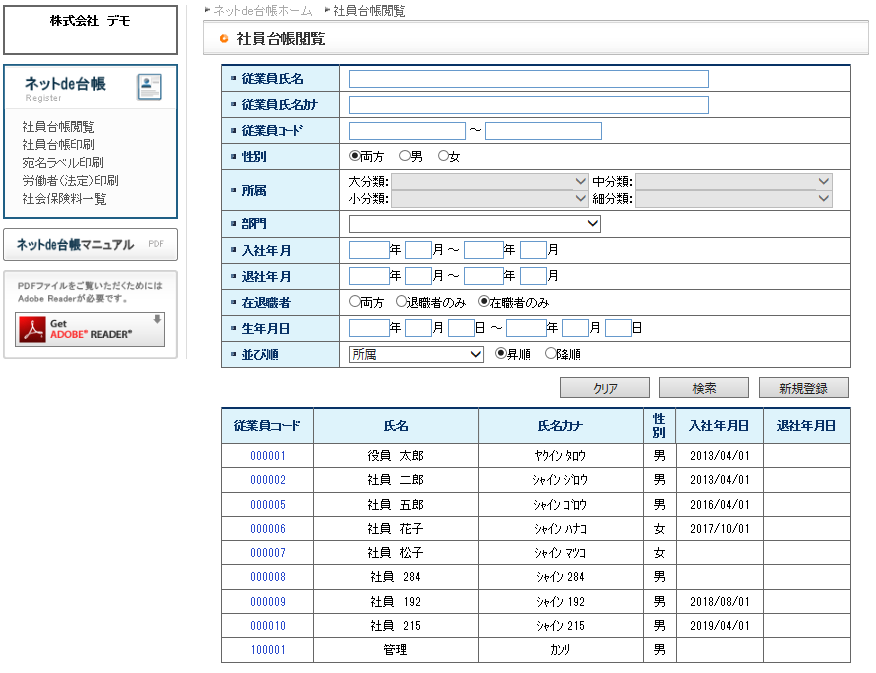 株式会社 デモ
ネットde台帳
Register
社員台帳閲覧
社員台帳印刷
宛名ラベル印刷
労働者(法定)印刷
社会保険料一覧
ネットde台帳マニュアル PDF
PDFファイルをご覧いただくためには
Adobe Readerが必要です。
Get
ADOBE® READER®
ネットde台帳ホーム 社員台帳閲覧
社員台帳閲覧
従業員氏名
従業員氏名ｶﾅ
従業員ｺｰﾄﾞ ～
性別 両方 男 女
所属 大分類: 中分類:
小分類: 細分類:
部門
入社年月 年 月 ～ 年 月
退社年月 年 月 ～ 年 月
在退職者 両方 退職者のみ 在職者のみ
生年月日 年 月 日 ～ 年 月 日
並び順 所属 昇順 降順
クリア 検索 新規登録
従業員ｺｰﾄﾞ 氏名 氏名ｶﾅ 性別 入社年月日 退社年月日
000001 役員 太郎 ﾔｸｲﾝ ﾀﾛｳ 男 2013/04/01
000002 社員 二郎 ｼｬｲﾝ ｼﾞﾛｳ 男 2013/04/01
000005 社員 五郎 ｼｬｲﾝ ｺﾞﾛｳ 男 2016/04/01
000006 社員 花子 ｼｬｲﾝ ﾊﾅｺ 女 2017/10/01
000007 社員 松子 ｼｬｲﾝ ﾏﾂｺ 女
000008 社員 284 ｼｬｲﾝ 284 男
000009 社員 192 ｼｬｲﾝ 192 男 2018/08/01
000010 社員 215 ｼｬｲﾝ 215 男 2019/04/01
100001 管理 ｶﾝﾘ 男